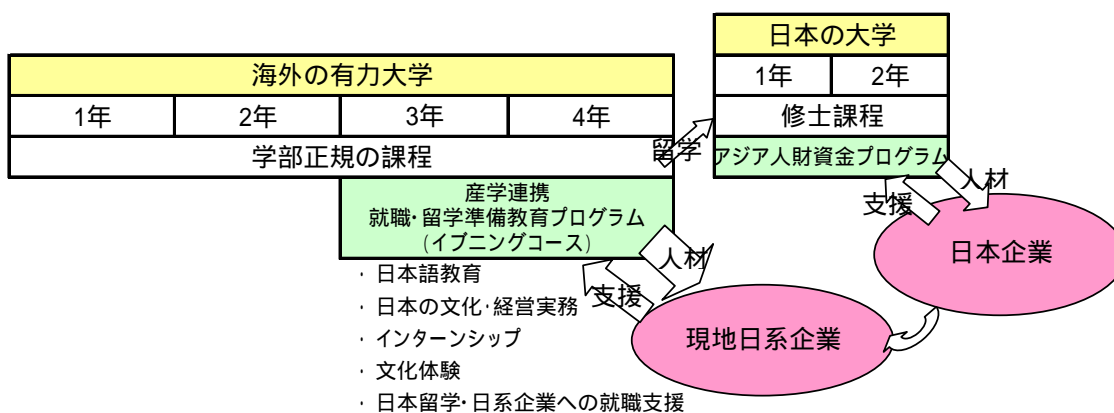 日本の大学
1年 2年
修士課程
アジア人財資金プログラム
海外の有力大学
1年 2年 3年 4年
学部正規の課程
留学
産学連携
就職・留学準備教育プログラム
(イブニングコース)
・ 日本語教育
・ 日本の文化・経営実務
・ インターンシップ
・ 文化体験
・ 日本留学・日系企業への就職支援
人材
支援
日本企業
人材
支援
現地日系企業